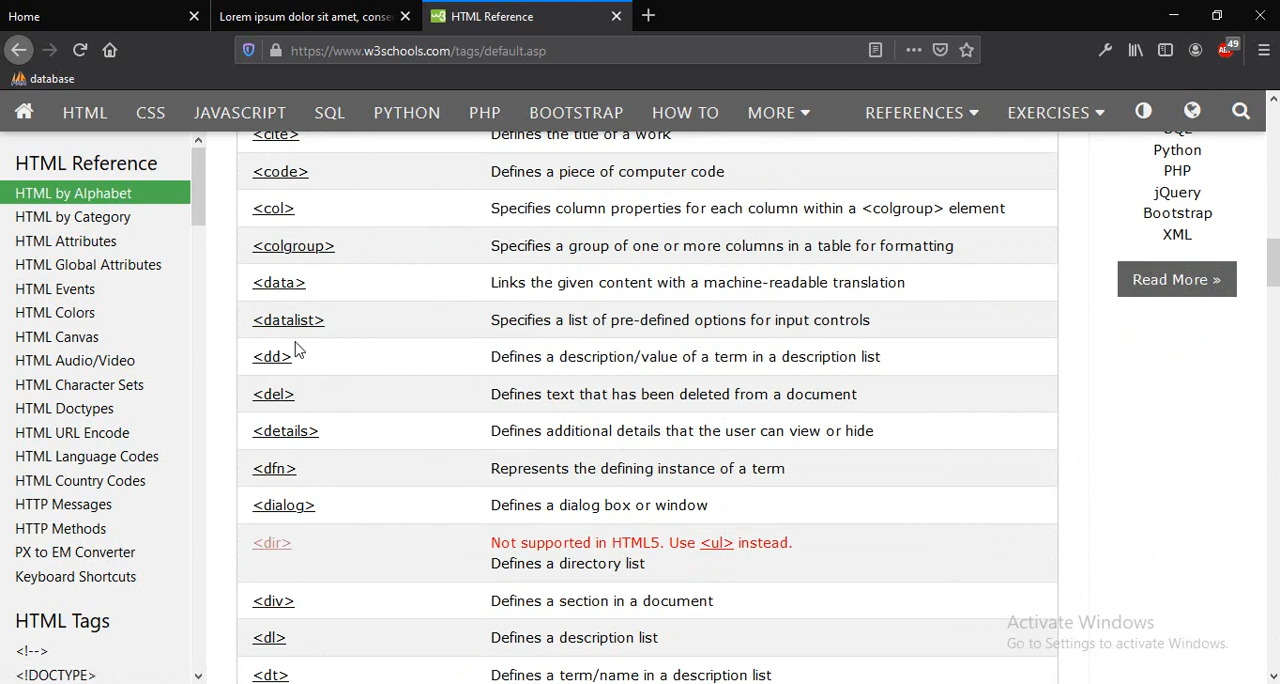 Home
Lorem ipsum dolor sit amet, conse
HTML Reference
https://www.w3schools.com/tags/default.asp
49
database
HTML CSS JAVASCRIPT SQL PYTHON PHP BOOTSTRAP HOW TO MORE REFERENCES EXERCISES
HTML Reference
HTML by Alphabet
HTML by Category
HTML Attributes
HTML Global Attributes
HTML Events
HTML Colors
HTML Canvas
HTML Audio/Video
HTML Character Sets
HTML Doctypes
HTML URL Encode
HTML Language Codes
HTML Country Codes
HTTP Messages
HTTP Methods
PX to EM Converter
Keyboard Shortcuts
HTML Tags
<!-->
<!DOCTYPE>
<cite> Defines the title of a work
<code> Defines a piece of computer code
<col> Specifies column properties for each column within a <colgroup> element
<colgroup> Specifies a group of one or more columns in a table for formatting
<data> Links the given content with a machine-readable translation
<datalist> Specifies a list of pre-defined options for input controls
<dd> Defines a description/value of a term in a description list
<del> Defines text that has been deleted from a document
<details> Defines additional details that the user can view or hide
<dfn> Represents the defining instance of a term
<dialog> Defines a dialog box or window
<dir> Not supported in HTML5. Use <ul> instead.
Defines a directory list
<div> Defines a section in a document
<dl> Defines a description list
<dt> Defines a term/name in a description list
SQL
Python
PHP
jQuery
Bootstrap
XML
Read More »
Activate Windows
Go to Settings to activate Windows.